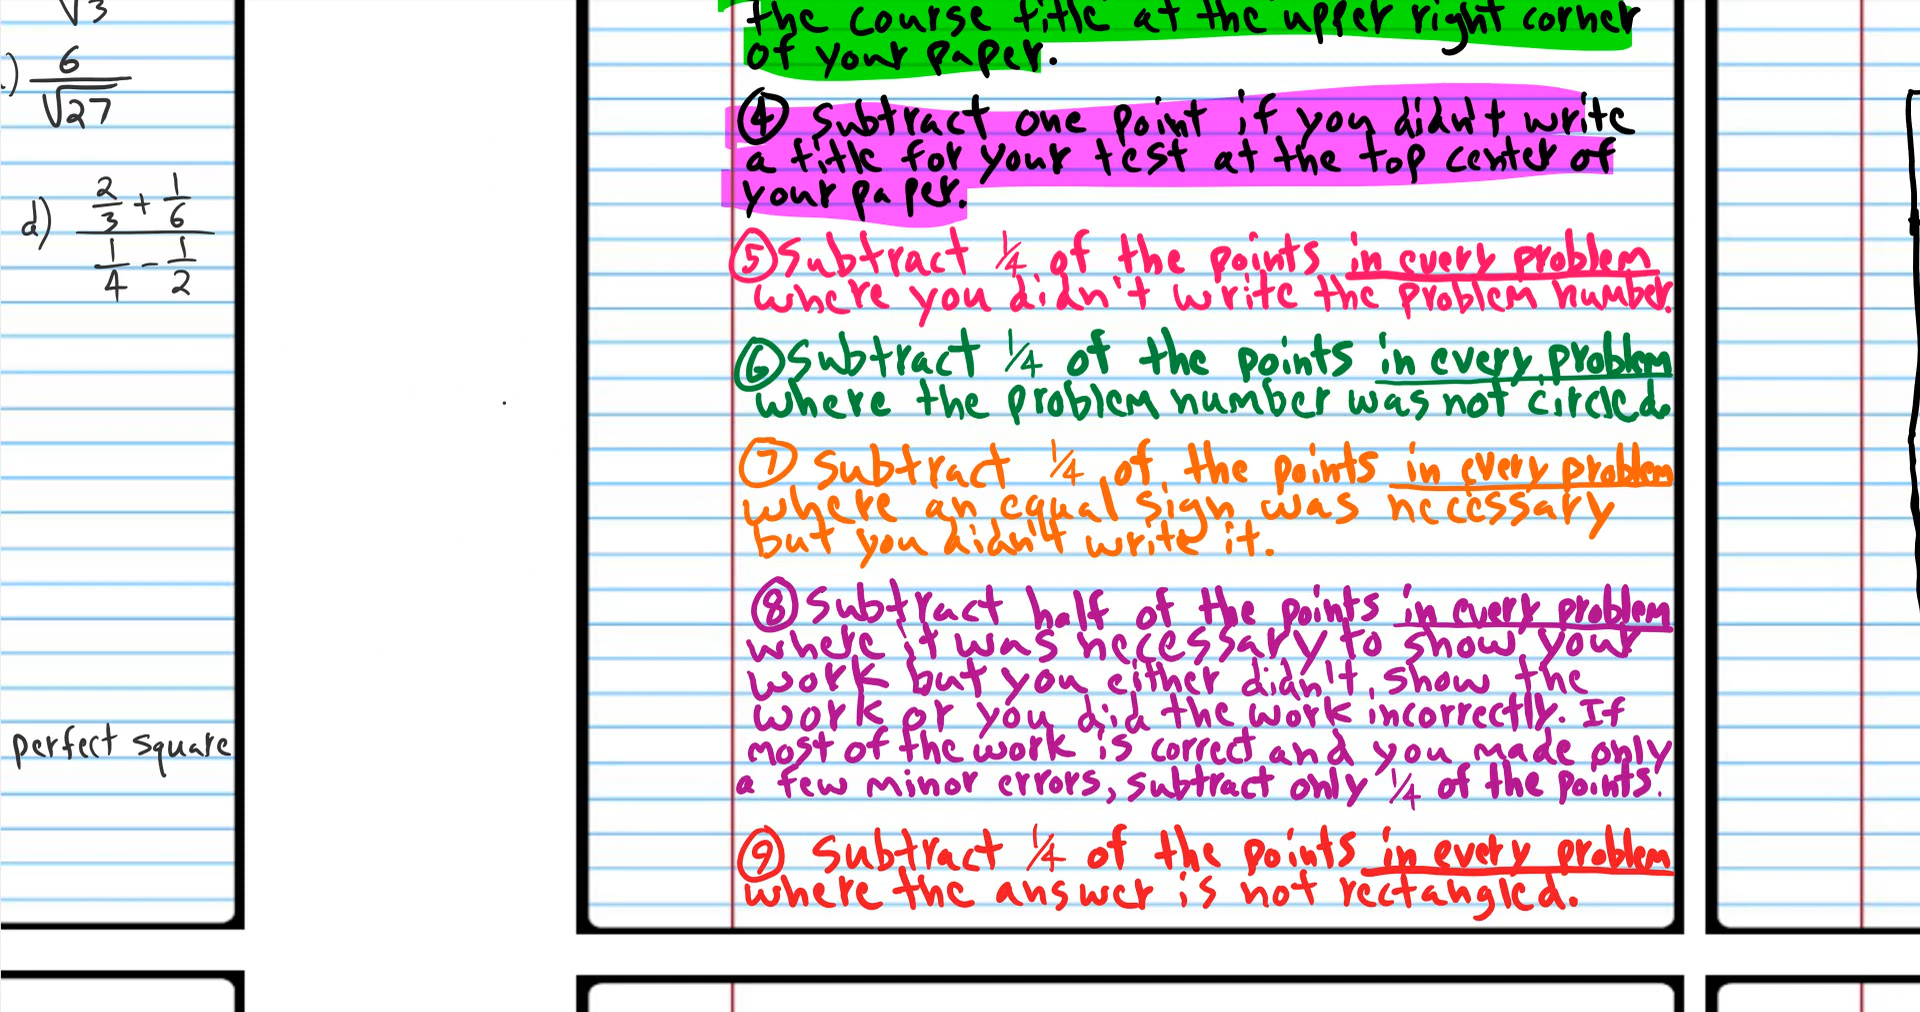 √3
) 6/√27
d) (2/3 + 1/6)/(1/4 - 1/2)
perfect square
the course title at the upper right corner
of your paper.
④ Subtract one point if you didn't write
a title for your test at the top center of
your paper.
⑤ Subtract 1/4 of the points in every problem
where you didn't write the problem number.
⑥ Subtract 1/4 of the points in every problem
where the problem number was not circled.
⑦ Subtract 1/4 of the points in every problem
where an equal sign was necessary
but you didn't write it.
⑧ Subtract half of the points in every problem
where it was necessary to show your
work but you either didn't show the
work or you did the work incorrectly. If
most of the work is correct and you made only
a few minor errors, subtract only 1/4 of the points.
⑨ Subtract 1/4 of the points in every problem
where the answer is not rectangled.